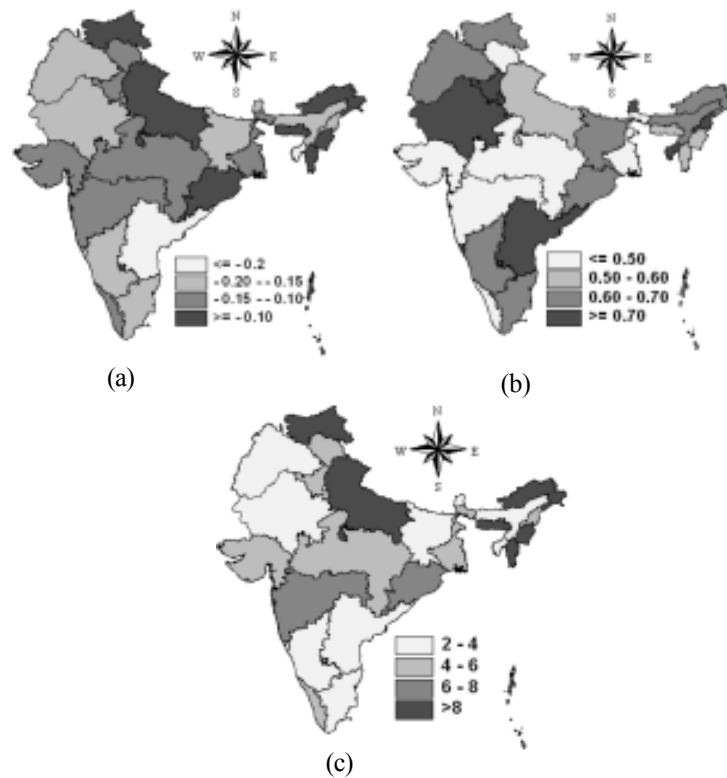 N
W E
S
<= -0.2
-0.20 - -0.15
-0.15 - -0.10
>= -0.10
(a)
N
W E
S
<= 0.50
0.50 - 0.60
0.60 - 0.70
>= 0.70
(b)
N
W E
S
2 - 4
4 - 6
6 - 8
>8
(c)